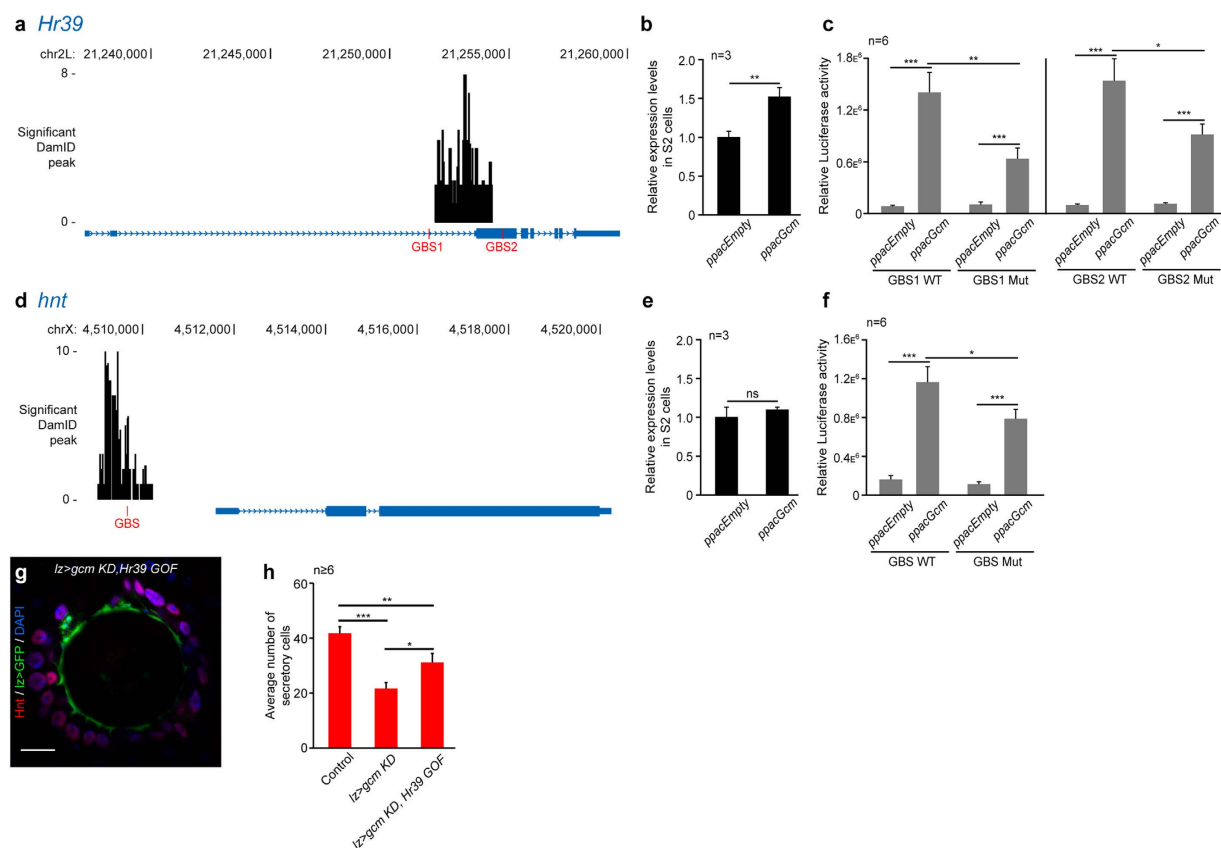 a Hr39
chr2L: 21,240,000 21,245,000 21,250,000 21,255,000 21,260,000
8 -
Significant
DamID
peak
0 -
GBS1 GBS2
b
n=3
Relative expression levels
in S2 cells
2.0
1.5
1.0
0.5
0
**
ppacEmpty
ppacGcm
c
n=6
Relative Luciferase activity
1.8E⁶
1.2E⁶
0.6E⁶
0
*** ** ***
*** * ***
ppacEmpty
ppacGcm
ppacEmpty
ppacGcm
ppacEmpty
ppacGcm
ppacEmpty
ppacGcm
GBS1 WT GBS1 Mut GBS2 WT GBS2 Mut
d hnt
chrX: 4,510,000 4,512,000 4,514,000 4,516,000 4,518,000 4,520,000
10 -
Significant
DamID
peak
0 -
GBS
e
n=3
Relative expression levels
in S2 cells
2.0
1.5
1.0
0.5
0
ns
ppacEmpty
ppacGcm
f
n=6
Relative Luciferase activity
1.6E⁶
1.2E⁶
0.8E⁶
0.4E⁶
0
*** * ***
ppacEmpty
ppacGcm
ppacEmpty
ppacGcm
GBS WT GBS Mut
g lz>gcm KD,Hr39 GOF
Hnt / lz>GFP / DAPI
h
n≥6
Average number of
secretory cells
60
40
20
0
**
***
*
Control
lz>gcm KD
lz>gcm KD, Hr39 GOF